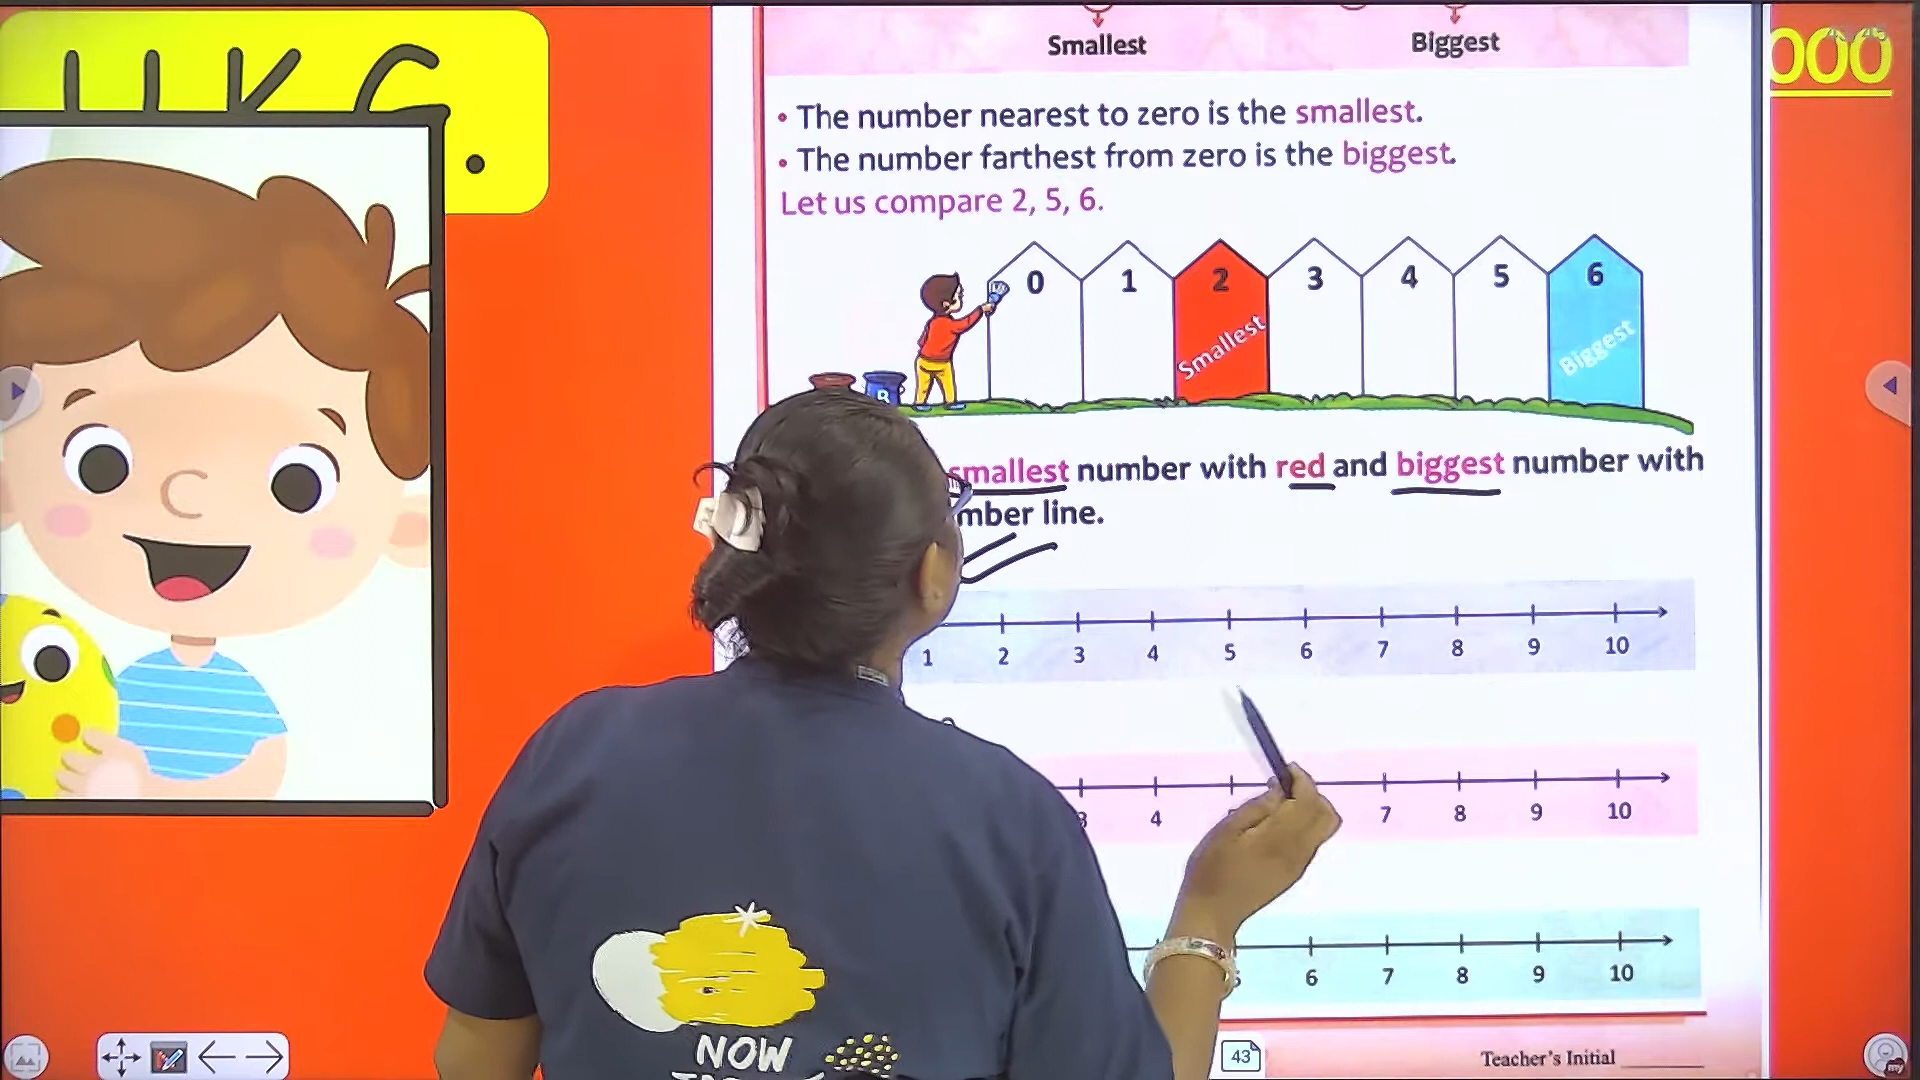 UKG.
000
Smallest
Biggest
• The number nearest to zero is the smallest.
• The number farthest from zero is the biggest.
Let us compare 2, 5, 6.
0 1 2 3 4 5 6
Smallest
Biggest
B
smallest number with red and biggest number with
line.
1 2 3 4 5 6 7 8 9 10
3 4 7 8 9 10
6 7 8 9 10
NOW
43
Teacher's Initial